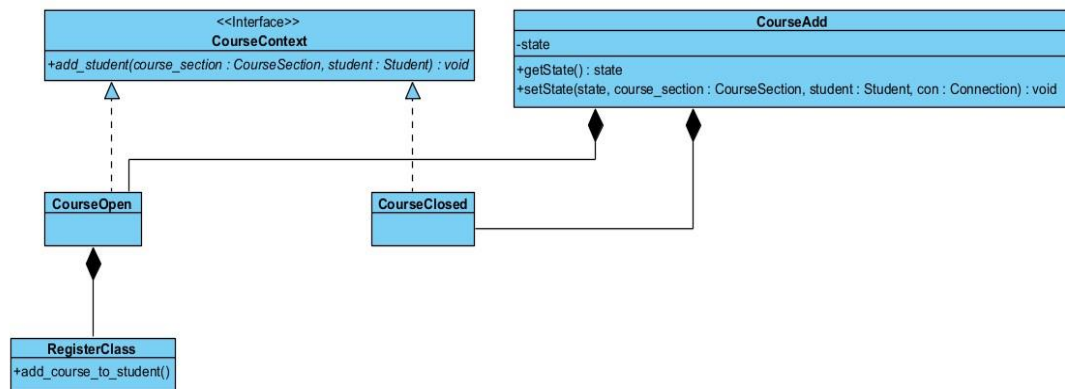 <<Interface>>
CourseContext
+add_student(course_section : CourseSection, student : Student) : void
CourseAdd
-state
+getState() : state
+setState(state, course_section : CourseSection, student : Student, con : Connection) : void
CourseOpen
CourseClosed
RegisterClass
+add_course_to_student()